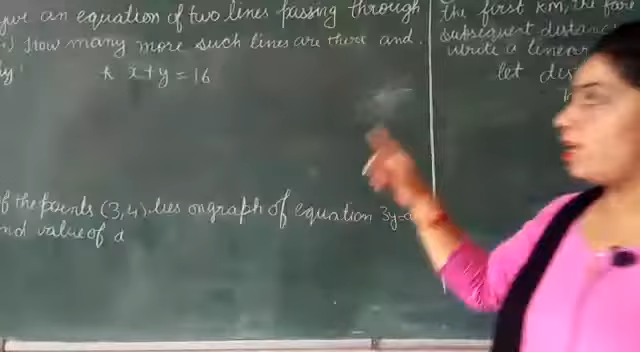 give an equation of two lines passing through
How many more such lines are there and
x+y=16
of the points (3,4) lies on graph of equation 3y=a
nd value of a
the first km, the fare
subsequent distance
write a linear
let dis